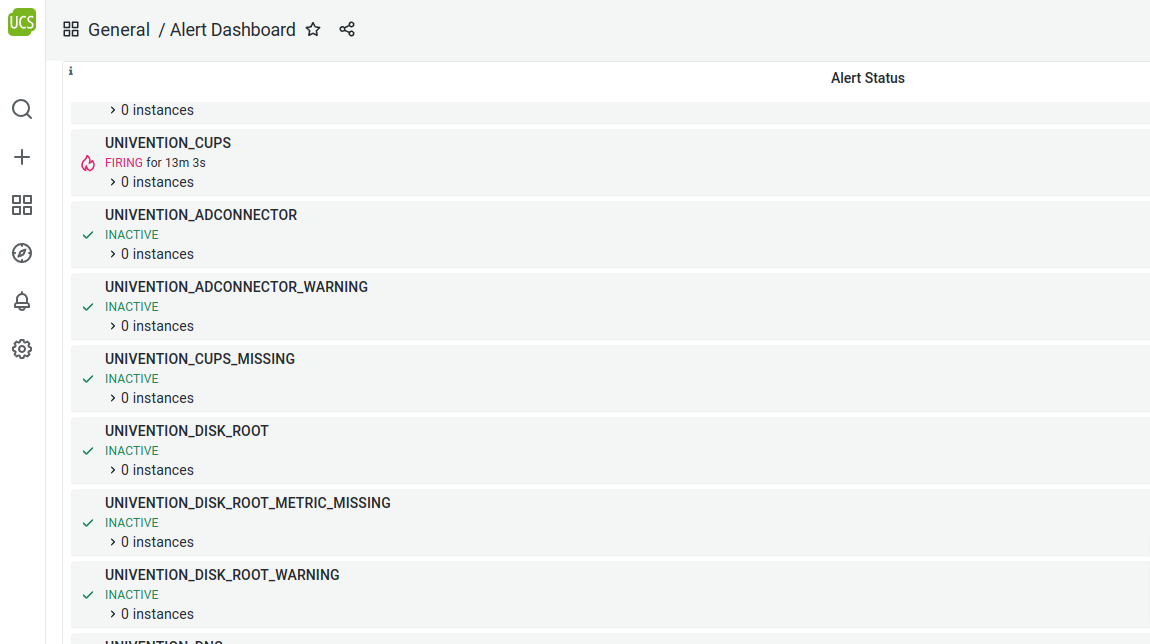 UCS
General / Alert Dashboard
i
Alert Status
> 0 instances
UNIVENTION_CUPS
FIRING for 13m 3s
> 0 instances
UNIVENTION_ADCONNECTOR
INACTIVE
> 0 instances
UNIVENTION_ADCONNECTOR_WARNING
INACTIVE
> 0 instances
UNIVENTION_CUPS_MISSING
INACTIVE
> 0 instances
UNIVENTION_DISK_ROOT
INACTIVE
> 0 instances
UNIVENTION_DISK_ROOT_METRIC_MISSING
INACTIVE
> 0 instances
UNIVENTION_DISK_ROOT_WARNING
INACTIVE
> 0 instances
UNIVENTION_DNS